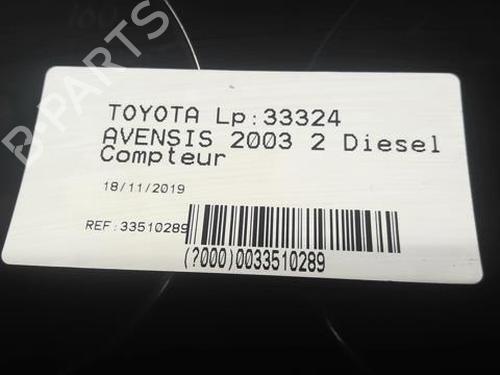 B-PARTS
TOYOTA Lp:33324
AVENSIS 2003 2 Diesel
Compteur
18/11/2019
REF:33510289
(?000)0033510289